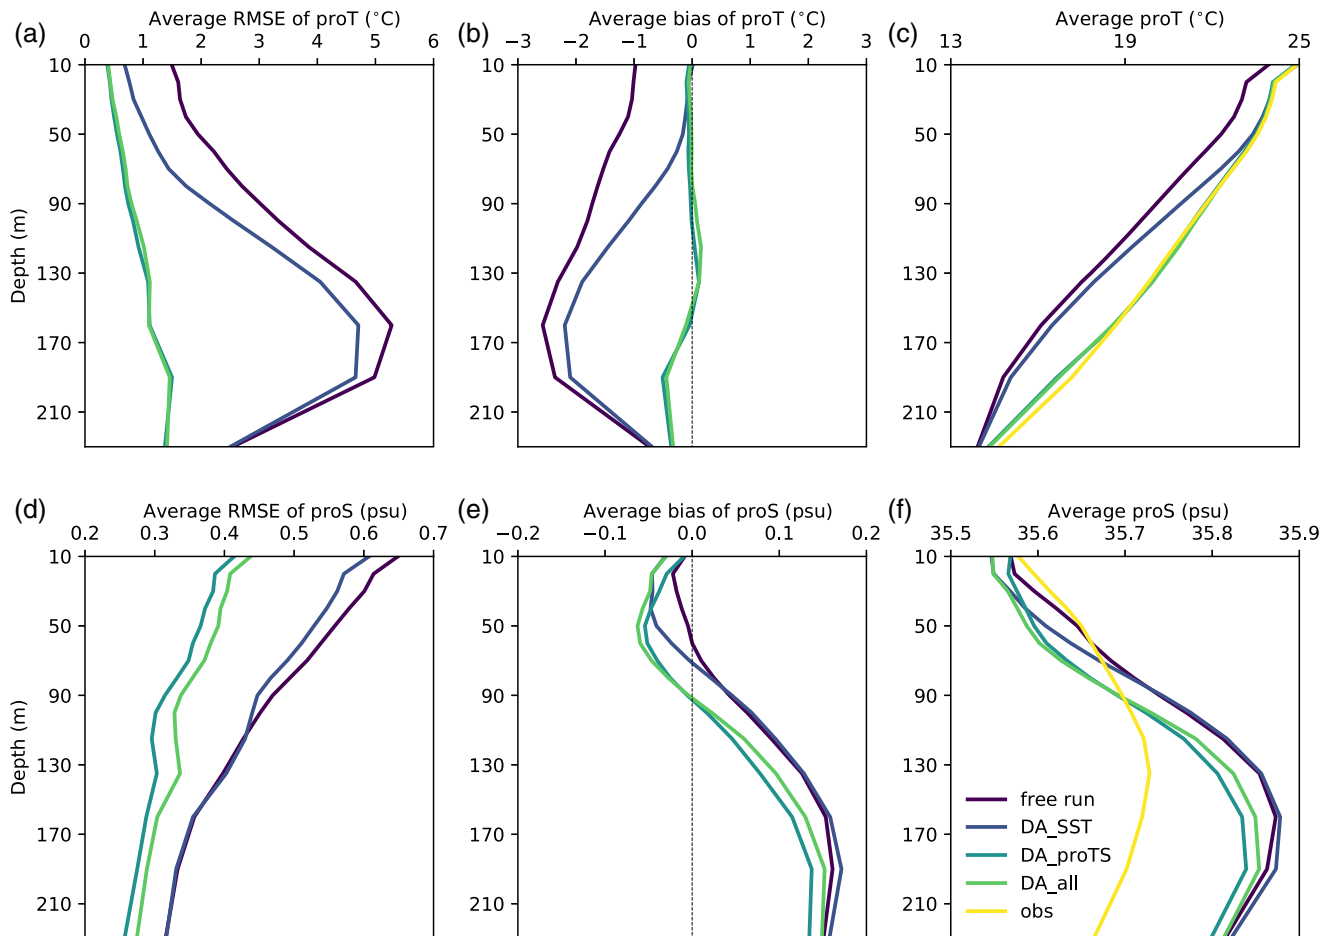 (a) Average RMSE of proT (°C)
0 1 2 3 4 5 6
(b) Average bias of proT (°C)
−3 −2 −1 0 1 2 3
(c) Average proT (°C)
13 19 25
Depth (m)
10
50
90
130
170
210
10
50
90
130
170
210
10
50
90
130
170
210
(d) Average RMSE of proS (psu)
0.2 0.3 0.4 0.5 0.6 0.7
(e) Average bias of proS (psu)
−0.2 −0.1 0.0 0.1 0.2
(f) Average proS (psu)
35.5 35.6 35.7 35.8 35.9
Depth (m)
10
50
90
130
170
210
10
50
90
130
170
210
10
50
90
130
170
210
free run
DA_SST
DA_proTS
DA_all
obs